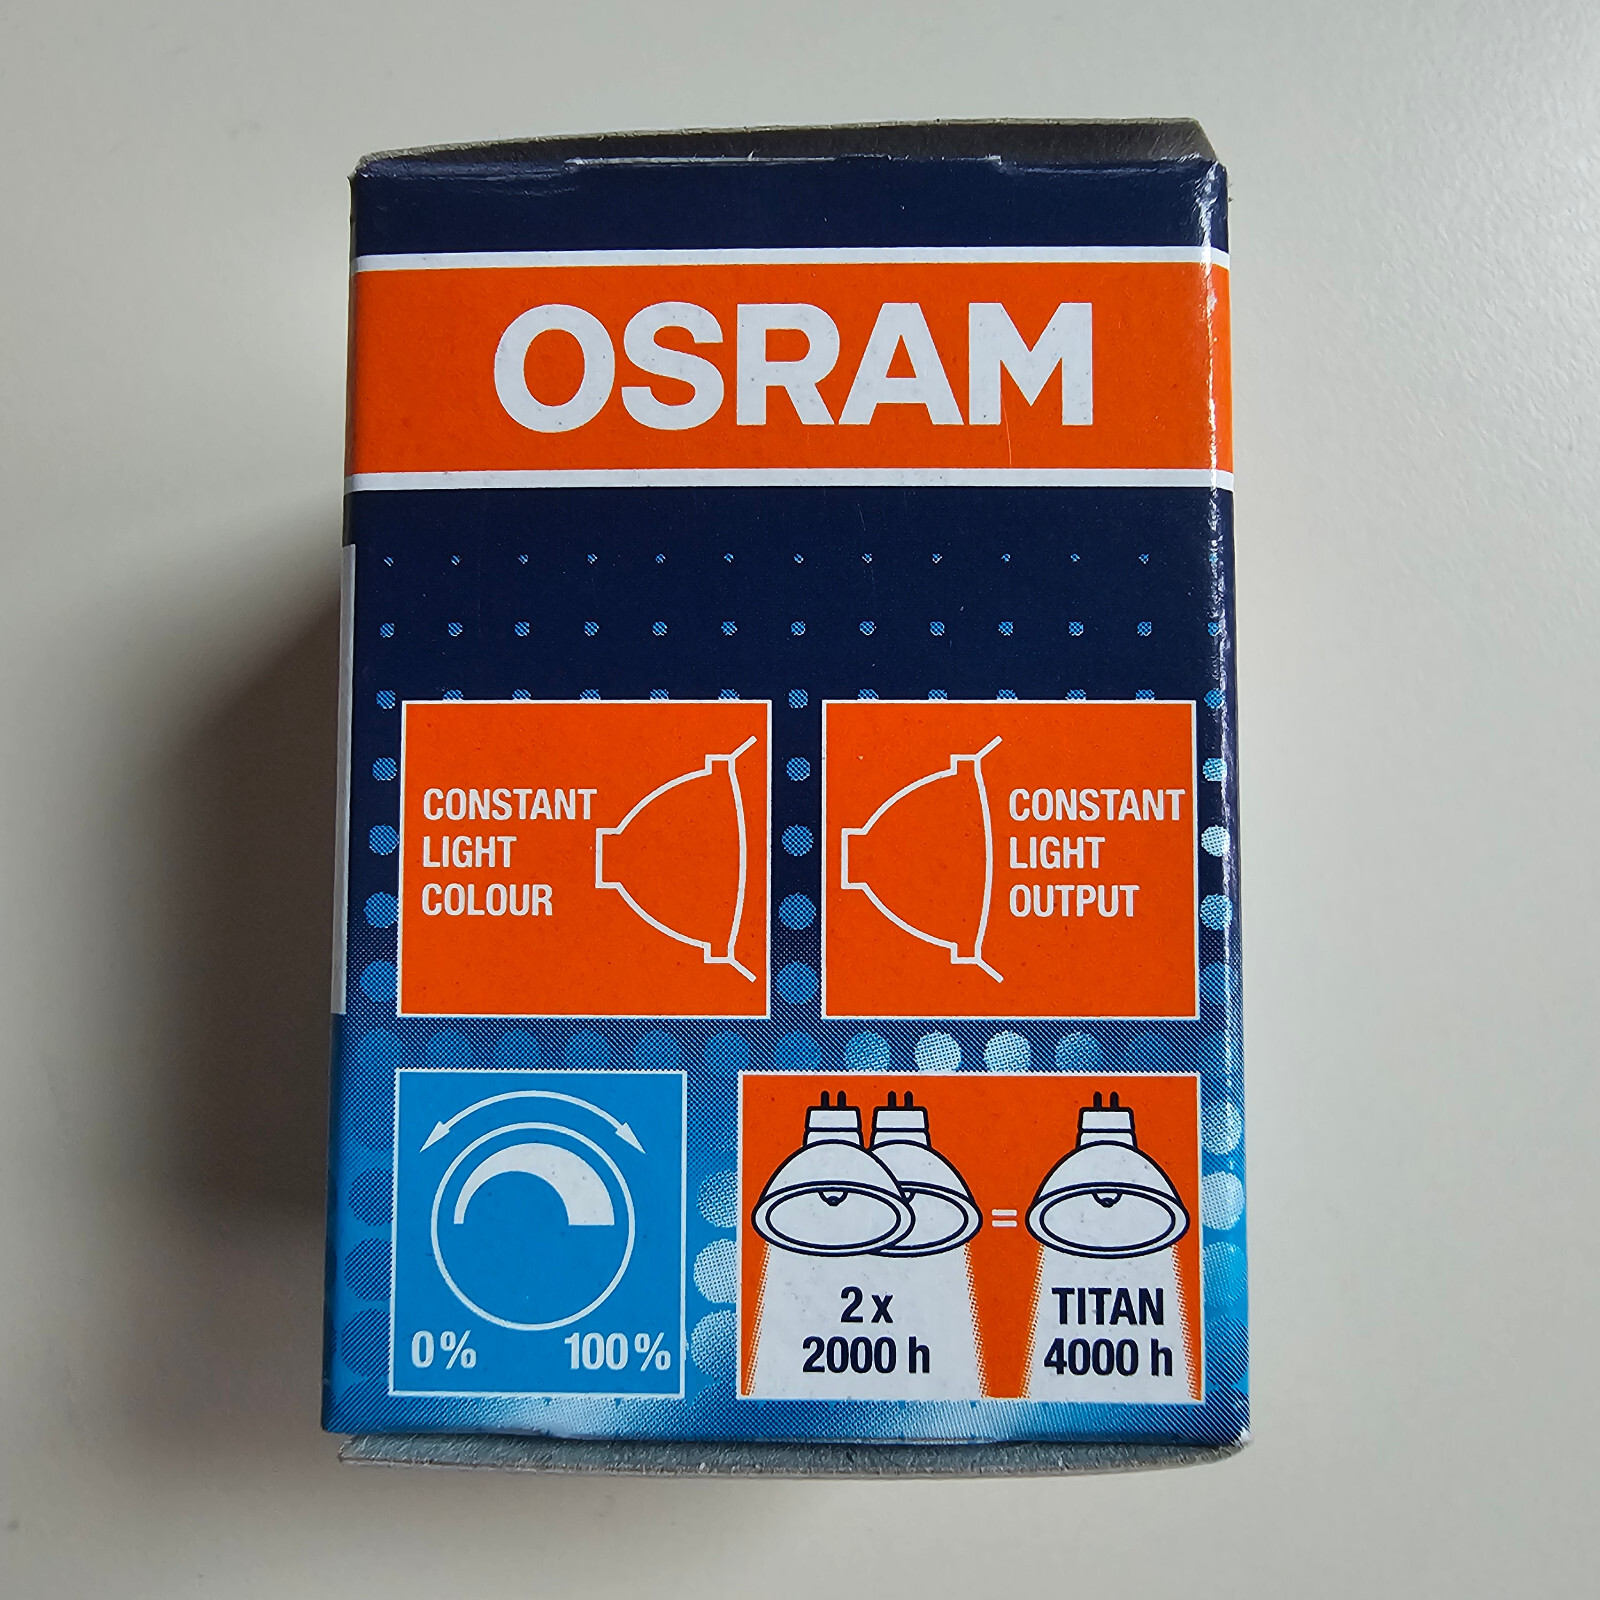 OSRAM
CONSTANT
LIGHT
COLOUR
CONSTANT
LIGHT
OUTPUT
0% 100%
=
2 x
2000 h
TITAN
4000 h